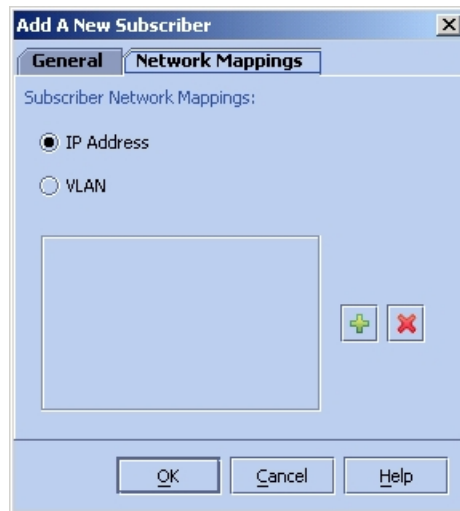 Add A New Subscriber
General Network Mappings
Subscriber Network Mappings:
IP Address
VLAN
OK Cancel Help